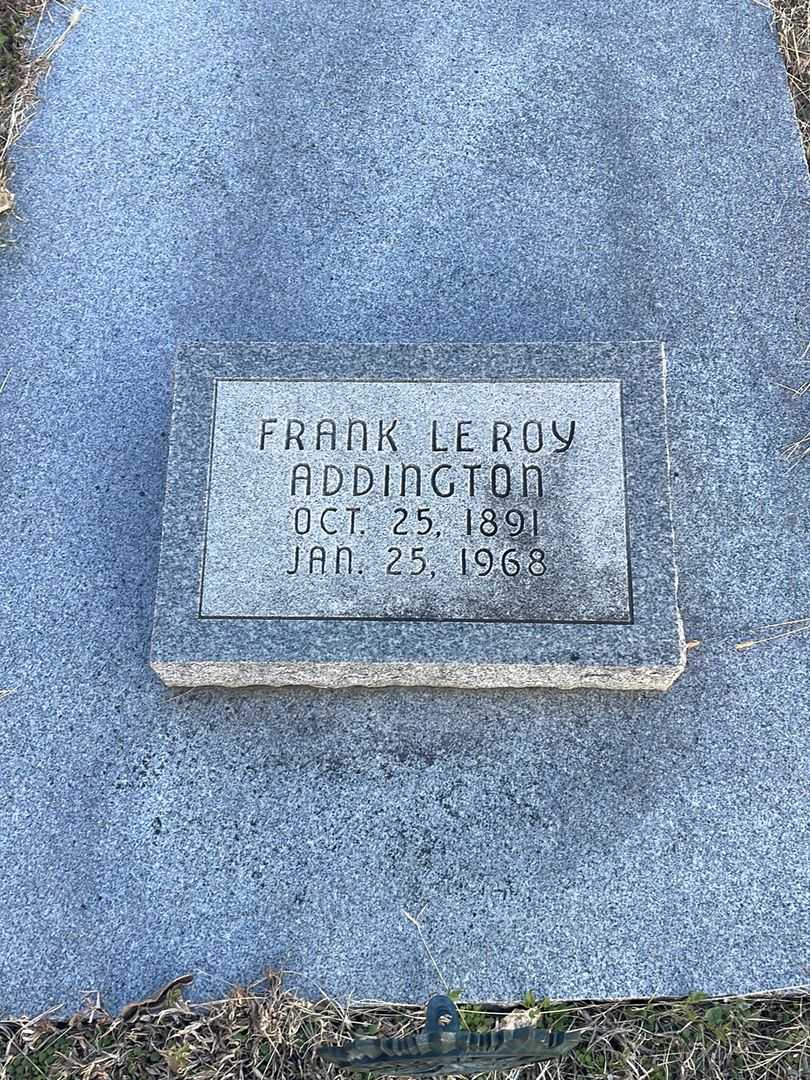 FRANK LE ROY
ADDINGTON
OCT. 25, 1891
JAN. 25, 1968